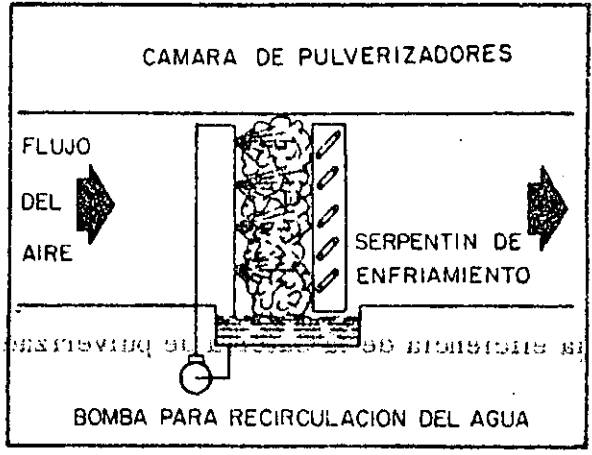 CAMARA DE PULVERIZADORES
FLUJO
DEL
AIRE
SERPENTIN DE
ENFRIAMIENTO
BOMBA PARA RECIRCULACION DEL AGUA